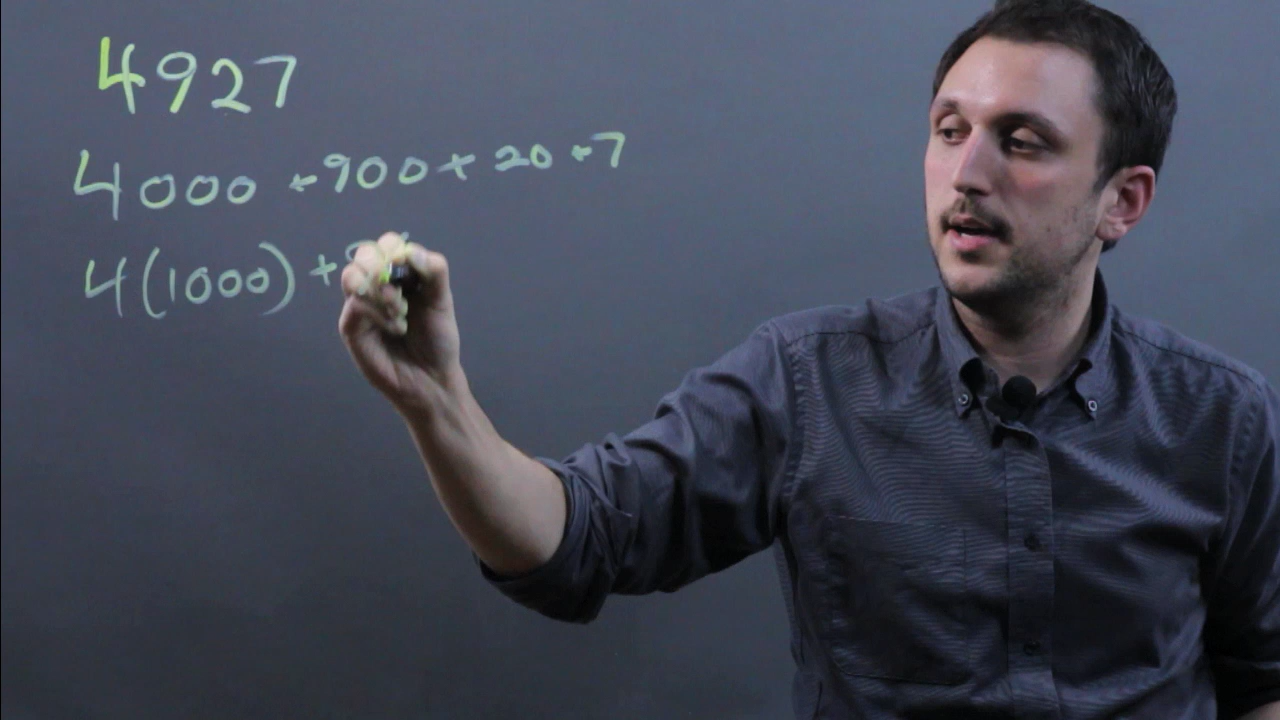 4927
4000 + 900 + 20 + 7
4(1000) +